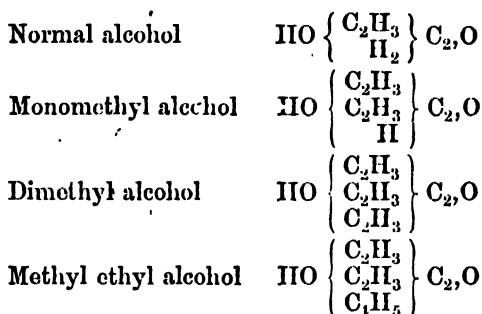 Normal alcohol HO { C₂H₃ H₂ } C₂,O
Monomethyl alcohol HO { C₂H₃ C₂H₃ H } C₂,O
Dimethyl alcohol HO { C₂H₃ C₂H₃ C₂H₃ } C₂,O
Methyl ethyl alcohol HO { C₂H₃ C₂H₃ C₄H₅ } C₂,O